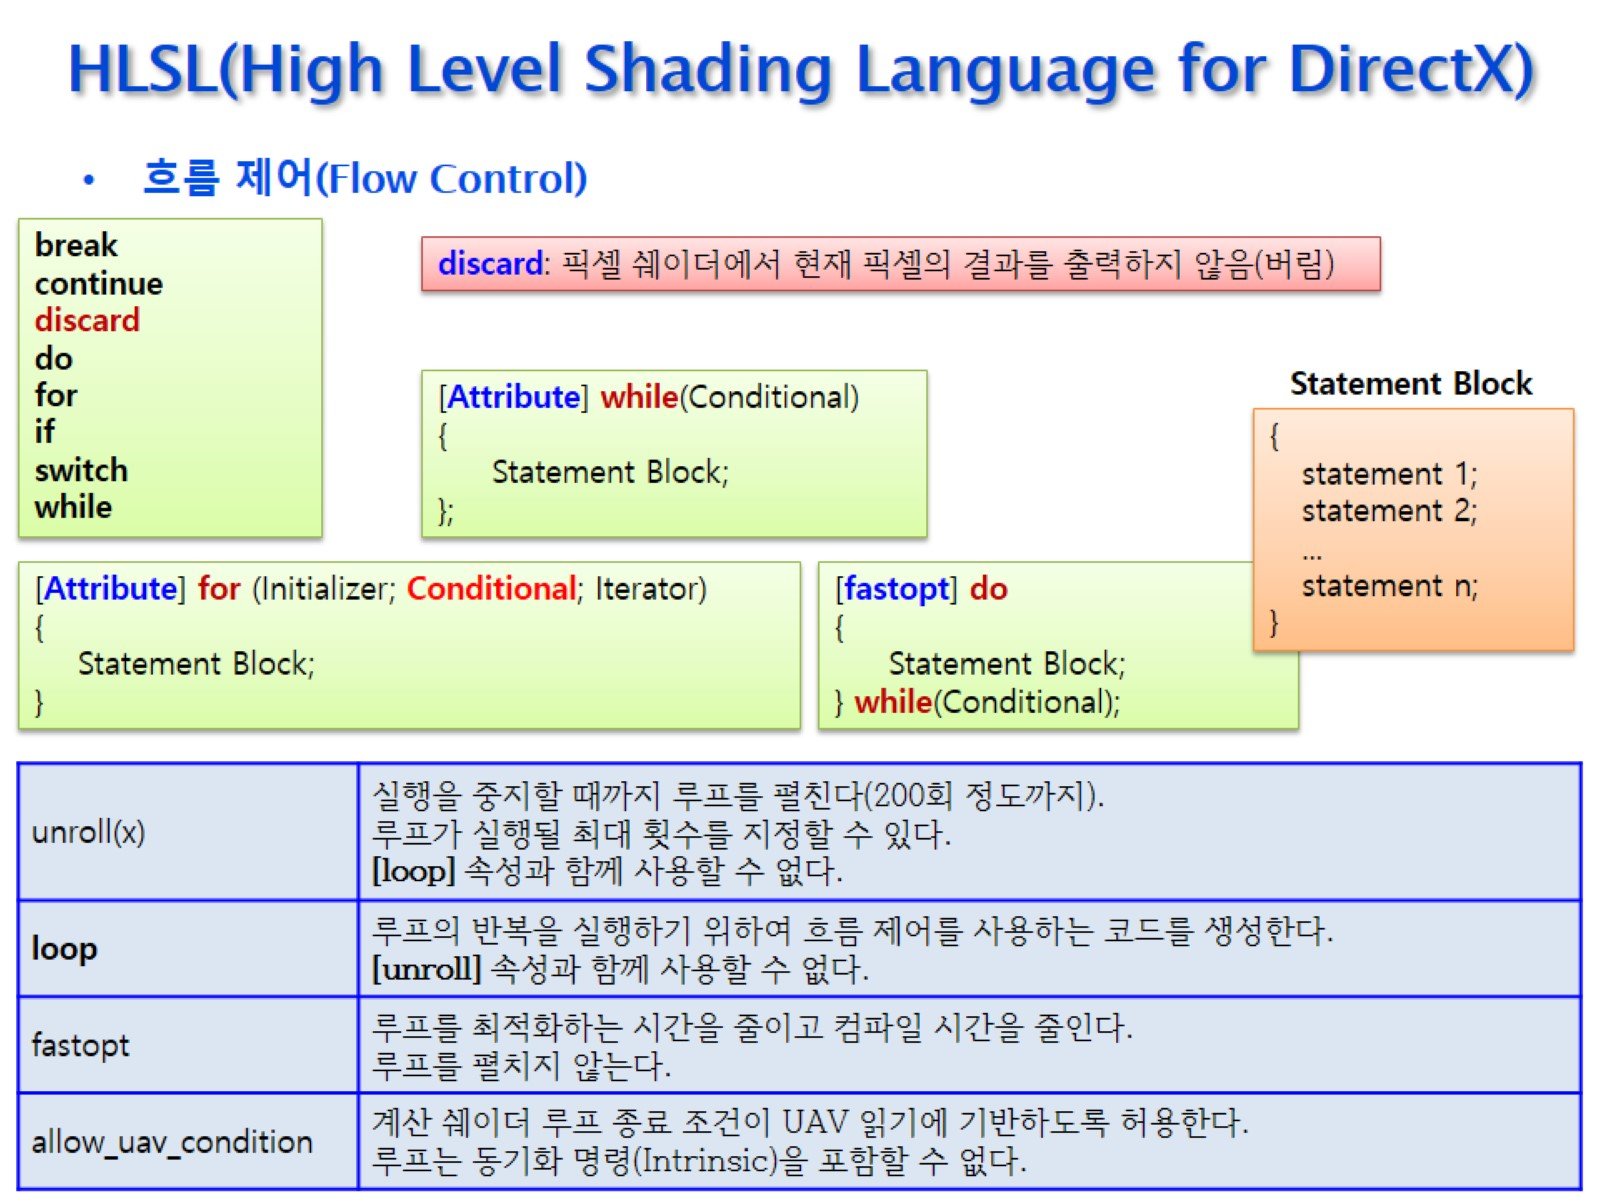 HLSL(High Level Shading Language for DirectX)
• 흐름 제어(Flow Control)
break
continue
discard
do
for
if
switch
while
discard: 픽셀 쉐이더에서 현재 픽셀의 결과를 출력하지 않음(버림)
[Attribute] while(Conditional)
{
Statement Block;
};
Statement Block
{
statement 1;
statement 2;
...
statement n;
}
[Attribute] for (Initializer; Conditional; Iterator)
{
Statement Block;
}
[fastopt] do
{
Statement Block;
} while(Conditional);
unroll(x)
실행을 중지할 때까지 루프를 펼친다(200회 정도까지).
루프가 실행될 최대 횟수를 지정할 수 있다.
[loop] 속성과 함께 사용할 수 없다.
loop
루프의 반복을 실행하기 위하여 흐름 제어를 사용하는 코드를 생성한다.
[unroll] 속성과 함께 사용할 수 없다.
fastopt
루프를 최적화하는 시간을 줄이고 컴파일 시간을 줄인다.
루프를 펼치지 않는다.
allow_uav_condition
계산 쉐이더 루프 종료 조건이 UAV 읽기에 기반하도록 허용한다.
루프는 동기화 명령(Intrinsic)을 포함할 수 없다.